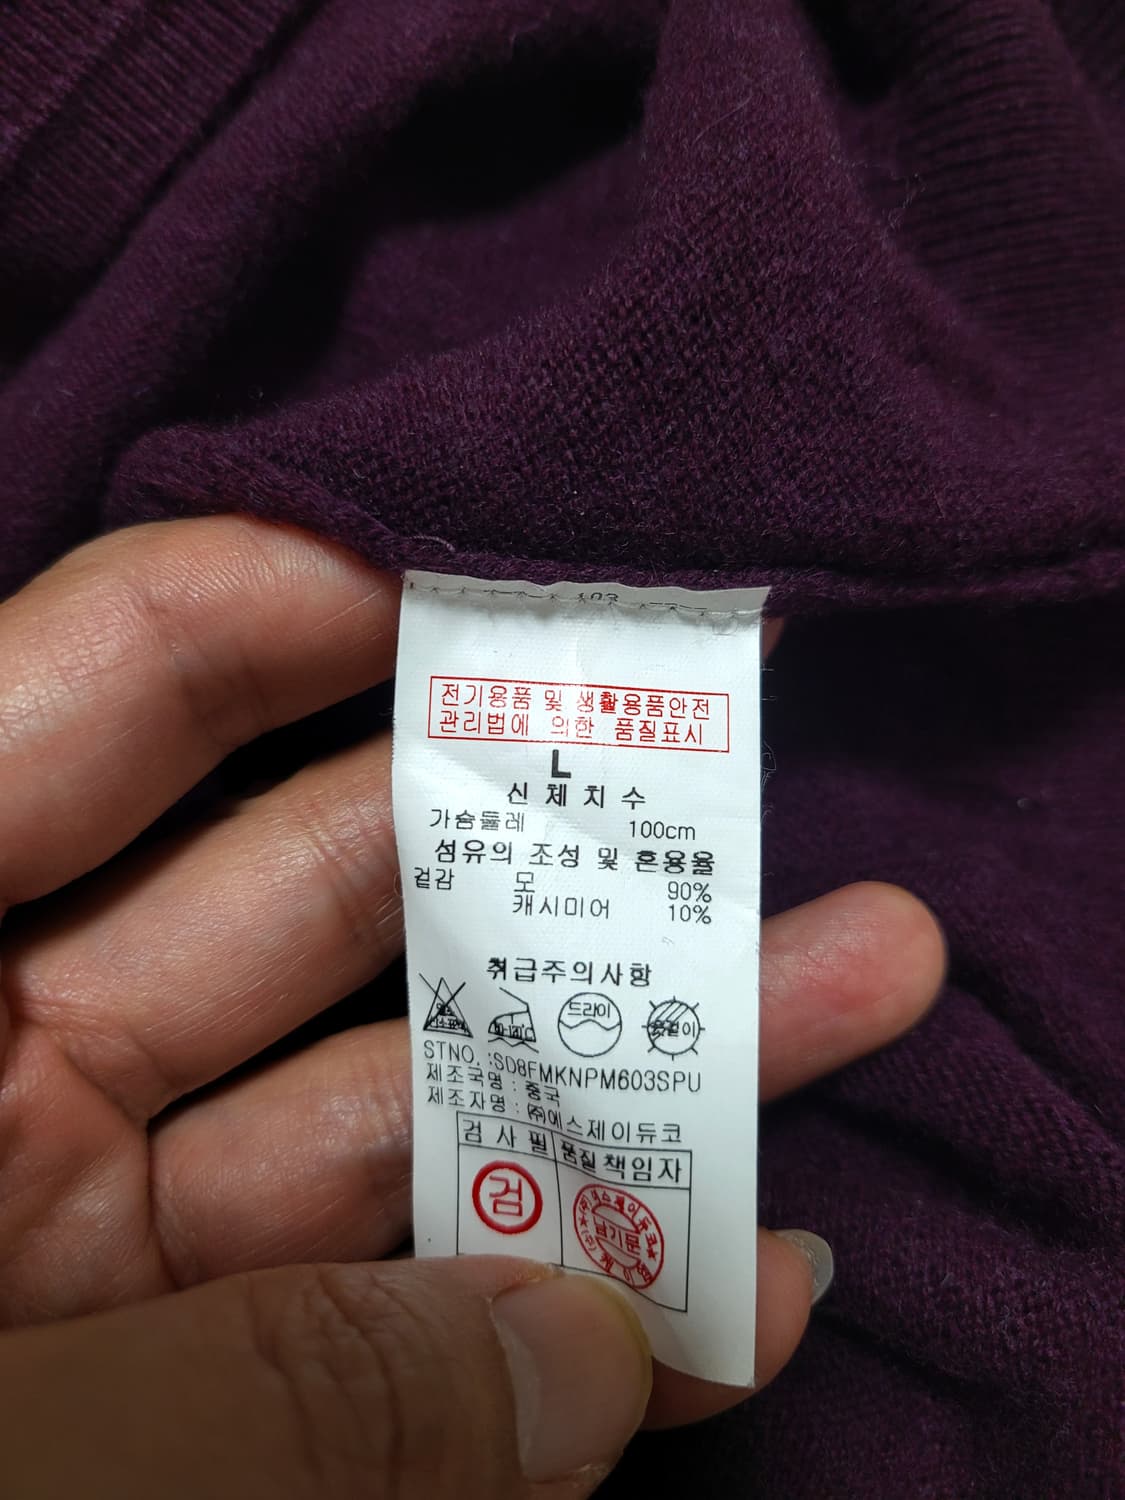 전기용품 및 생활용품안전
관리법에 의한 품질표시
L
신체치수
가슴둘레 100cm
섬유의 조성 및 혼용율
겉감 모 90%
캐시미어 10%
취급주의사항
드라이
STNO. :SD8FMKNPM603SPU
제조국명 : 중국
제조자명 : ㈜에스제이듀코
검사필 품질책임자
검